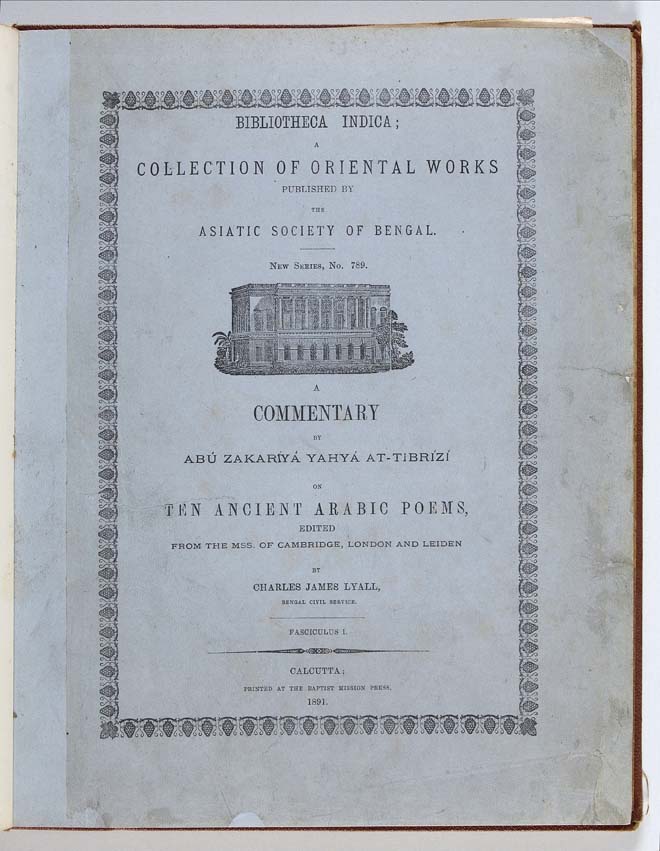 BIBLIOTHECA INDICA;
A
COLLECTION OF ORIENTAL WORKS
PUBLISHED BY
THE
ASIATIC SOCIETY OF BENGAL.
NEW SERIES, No. 789.
A
COMMENTARY
BY
ABÚ ZAKARÍYÁ YAHYÁ AT-TIBRÍZÍ
ON
TEN ANCIENT ARABIC POEMS,
EDITED
FROM THE MSS. OF CAMBRIDGE, LONDON AND LEIDEN
BY
CHARLES JAMES LYALL,
BENGAL CIVIL SERVICE.
FASCICULUS I.
CALCUTTA;
PRINTED AT THE BAPTIST MISSION PRESS.
1891.